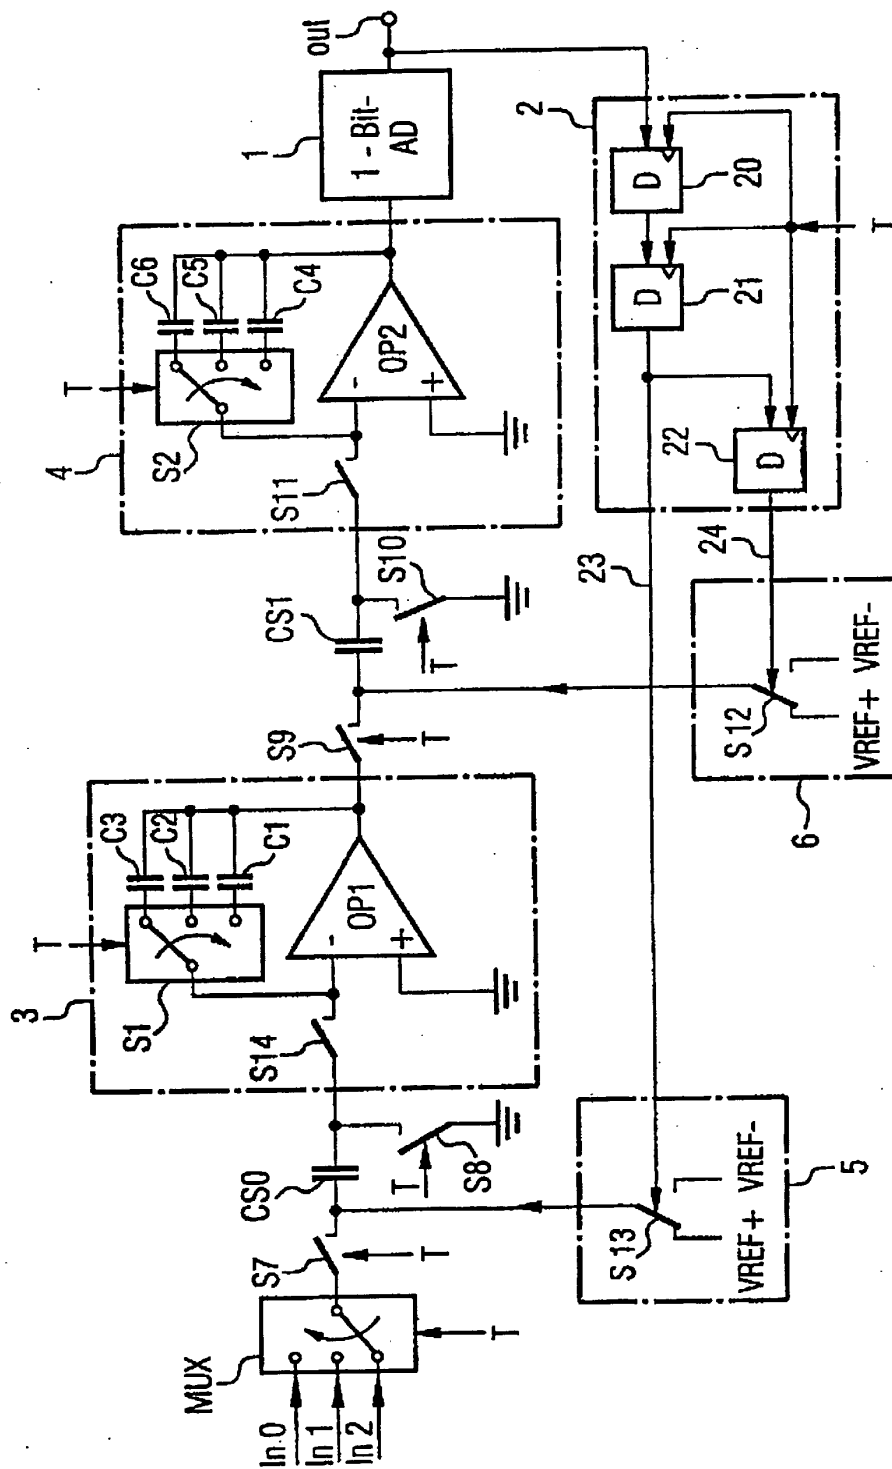 In 0
In 1
In 2
MUX
T
S7
T
CS0
T
S8
S13
VREF+ VREF-
5
3
S14
S1
T
C3
C2
C1
-
+
OP1
S9
T
CS1
T
S10
S12
VREF+ VREF-
6
23
24
4
S11
S2
T
C6
C5
C4
-
+
OP2
1
1-Bit-
AD
out
2
D
20
D
21
D
22
T